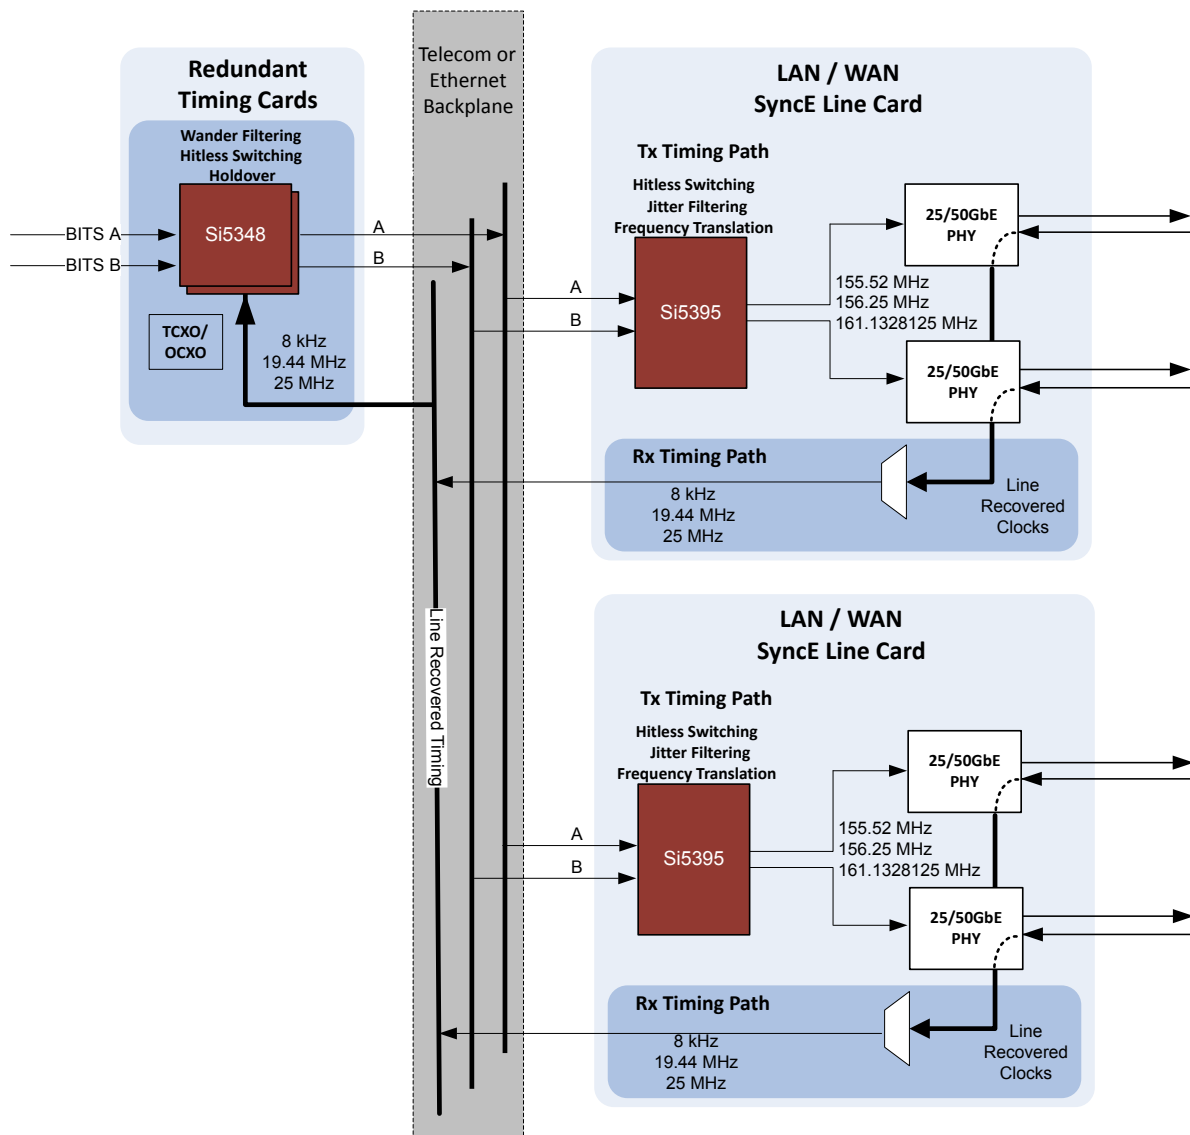 Redundant
Timing Cards
Wander Filtering
Hitless Switching
Holdover
Si5348
BITS A
BITS B
TCXO/
OCXO
8 kHz
19.44 MHz
25 MHz
A
B
Telecom or
Ethernet
Backplane
Line Recovered Timing
LAN / WAN
SyncE Line Card
Tx Timing Path
Hitless Switching
Jitter Filtering
Frequency Translation
A
B
Si5395
155.52 MHz
156.25 MHz
161.1328125 MHz
25/50GbE
PHY
25/50GbE
PHY
Rx Timing Path
8 kHz
19.44 MHz
25 MHz
Line
Recovered
Clocks
LAN / WAN
SyncE Line Card
Tx Timing Path
Hitless Switching
Jitter Filtering
Frequency Translation
A
B
Si5395
155.52 MHz
156.25 MHz
161.1328125 MHz
25/50GbE
PHY
25/50GbE
PHY
Rx Timing Path
8 kHz
19.44 MHz
25 MHz
Line
Recovered
Clocks